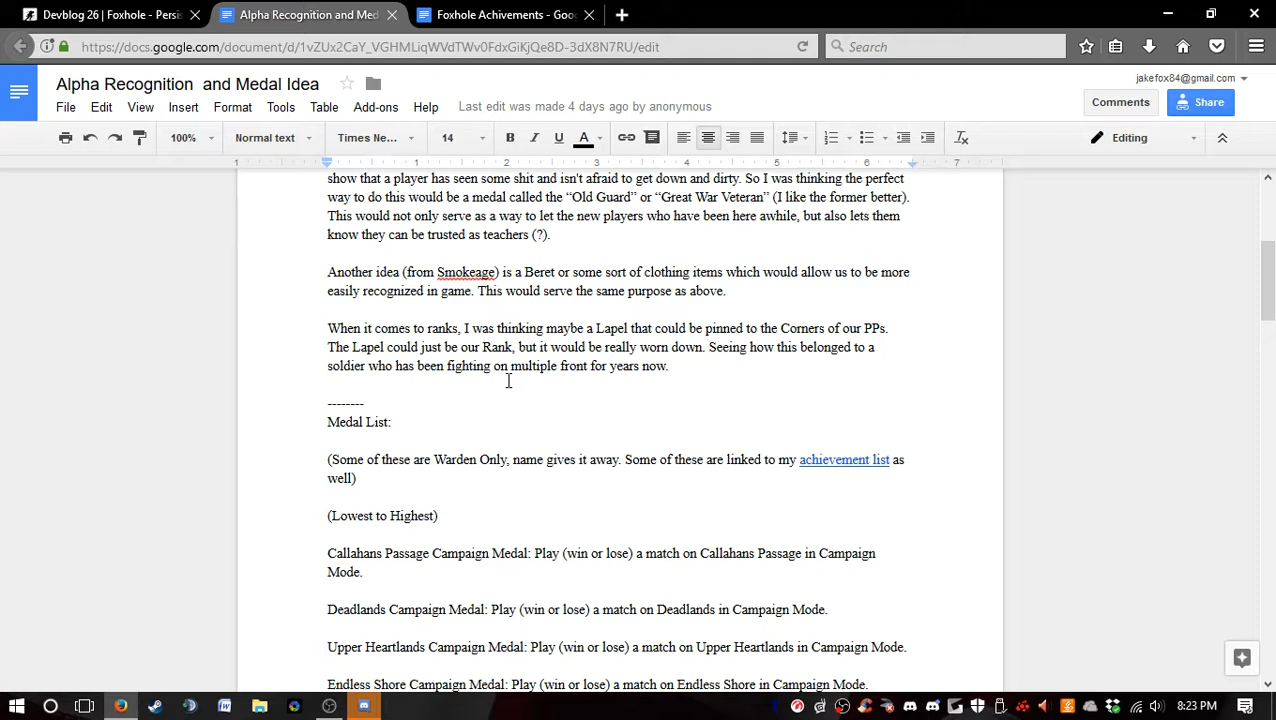 Devblog 26 | Foxhole - Persis
Alpha Recognition and Med
Foxhole Achivements - Goo
https://docs.google.com/document/d/1vZUx2CaY_VGHMLiqWVdTWv0FdxGiKjQe8D-3dX8N7RU/edit
Search
Alpha Recognition and Medal Idea
jakefox84@gmail.com
File Edit View Insert Format Tools Table Add-ons Help
Last edit was made 4 days ago by anonymous
Comments
Share
100%
Normal text
Times Ne...
14
B I U A
Editing
1 1 2 3 4 5 6 7
show that a player has seen some shit and isn't afraid to get down and dirty. So I was thinking the perfect
way to do this would be a medal called the “Old Guard” or “Great War Veteran” (I like the former better).
This would not only serve as a way to let the new players who have been here awhile, but also lets them
know they can be trusted as teachers (?).
Another idea (from Smokeage) is a Beret or some sort of clothing items which would allow us to be more
easily recognized in game. This would serve the same purpose as above.
When it comes to ranks, I was thinking maybe a Lapel that could be pinned to the Corners of our PPs.
The Lapel could just be our Rank, but it would be really worn down. Seeing how this belonged to a
soldier who has been fighting on multiple front for years now.
--------
Medal List:
(Some of these are Warden Only, name gives it away. Some of these are linked to my achievement list as
well)
(Lowest to Highest)
Callahans Passage Campaign Medal: Play (win or lose) a match on Callahans Passage in Campaign
Mode.
Deadlands Campaign Medal: Play (win or lose) a match on Deadlands in Campaign Mode.
Upper Heartlands Campaign Medal: Play (win or lose) a match on Upper Heartlands in Campaign Mode.
Endless Shore Campaign Medal: Play (win or lose) a match on Endless Shore in Campaign Mode.
8:23 PM